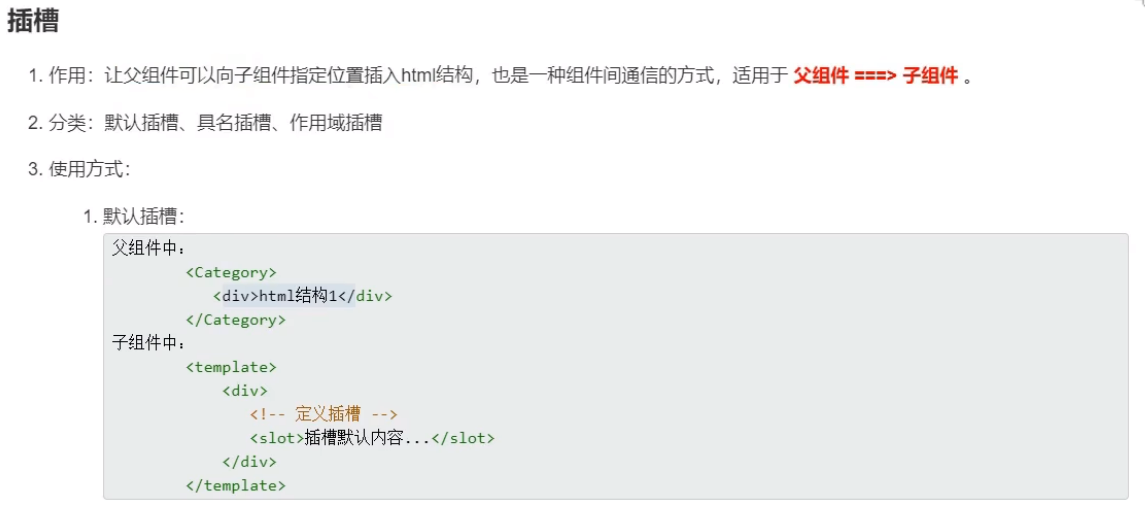 插槽
1. 作用：让父组件可以向子组件指定位置插入html结构，也是一种组件间通信的方式，适用于 父组件 ===> 子组件 。
2. 分类：默认插槽、具名插槽、作用域插槽
3. 使用方式：
1. 默认插槽：
父组件中：
<Category>
<div>html结构1</div>
</Category>
子组件中：
<template>
<div>
<!-- 定义插槽 -->
<slot>插槽默认内容...</slot>
</div>
</template>